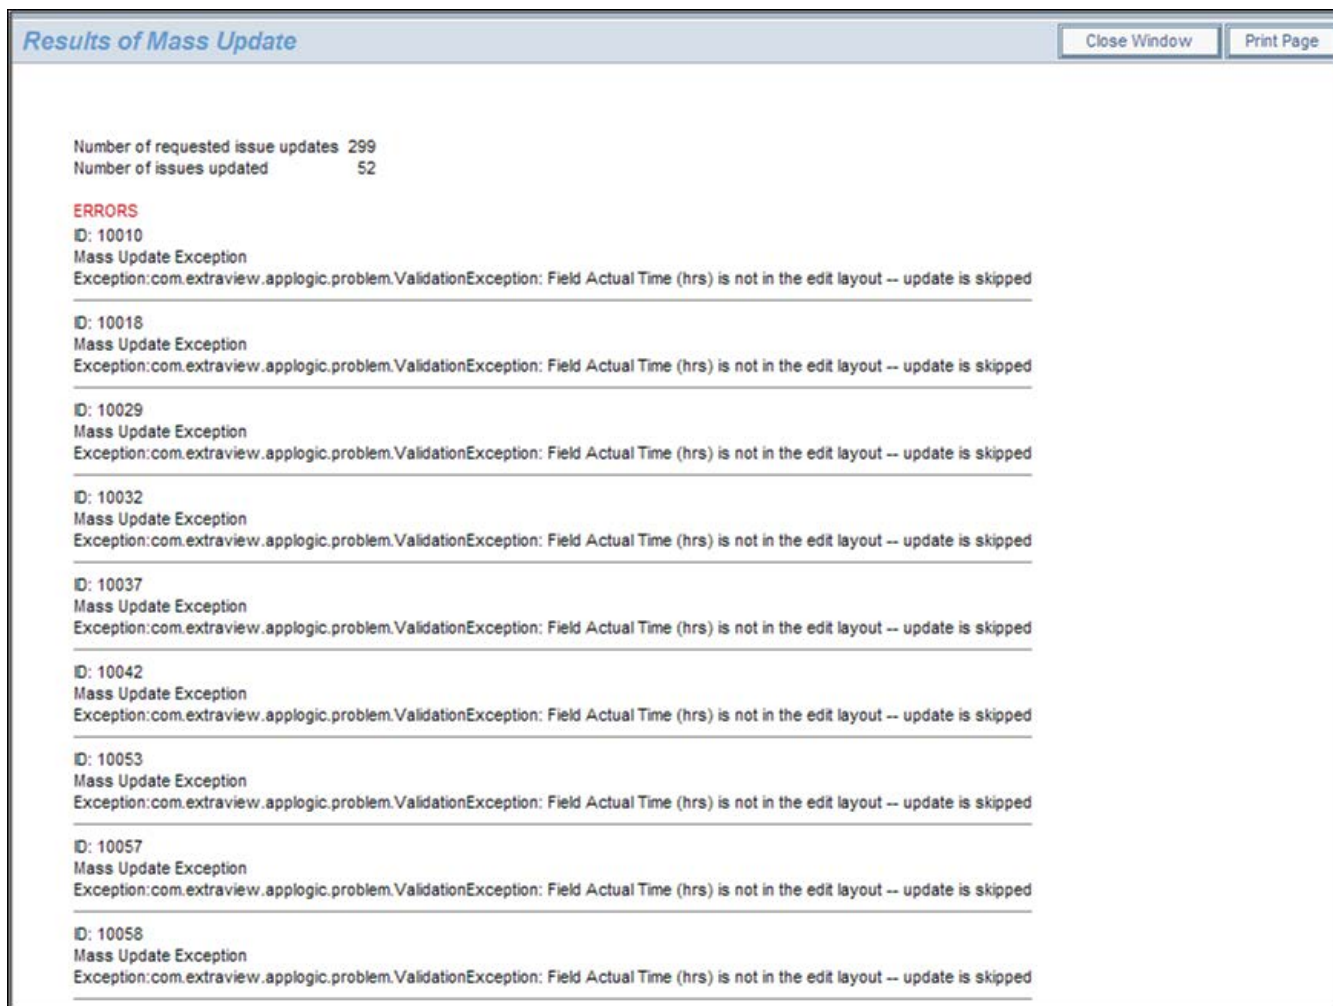 Results of Mass Update
Close Window
Print Page
Number of requested issue updates 299
Number of issues updated 52
ERRORS
ID: 10010
Mass Update Exception
Exception:com.extraview.applogic.problem.ValidationException: Field Actual Time (hrs) is not in the edit layout -- update is skipped
ID: 10018
Mass Update Exception
Exception:com.extraview.applogic.problem.ValidationException: Field Actual Time (hrs) is not in the edit layout -- update is skipped
ID: 10029
Mass Update Exception
Exception:com.extraview.applogic.problem.ValidationException: Field Actual Time (hrs) is not in the edit layout -- update is skipped
ID: 10032
Mass Update Exception
Exception:com.extraview.applogic.problem.ValidationException: Field Actual Time (hrs) is not in the edit layout -- update is skipped
ID: 10037
Mass Update Exception
Exception:com.extraview.applogic.problem.ValidationException: Field Actual Time (hrs) is not in the edit layout -- update is skipped
ID: 10042
Mass Update Exception
Exception:com.extraview.applogic.problem.ValidationException: Field Actual Time (hrs) is not in the edit layout -- update is skipped
ID: 10053
Mass Update Exception
Exception:com.extraview.applogic.problem.ValidationException: Field Actual Time (hrs) is not in the edit layout -- update is skipped
ID: 10057
Mass Update Exception
Exception:com.extraview.applogic.problem.ValidationException: Field Actual Time (hrs) is not in the edit layout -- update is skipped
ID: 10058
Mass Update Exception
Exception:com.extraview.applogic.problem.ValidationException: Field Actual Time (hrs) is not in the edit layout -- update is skipped